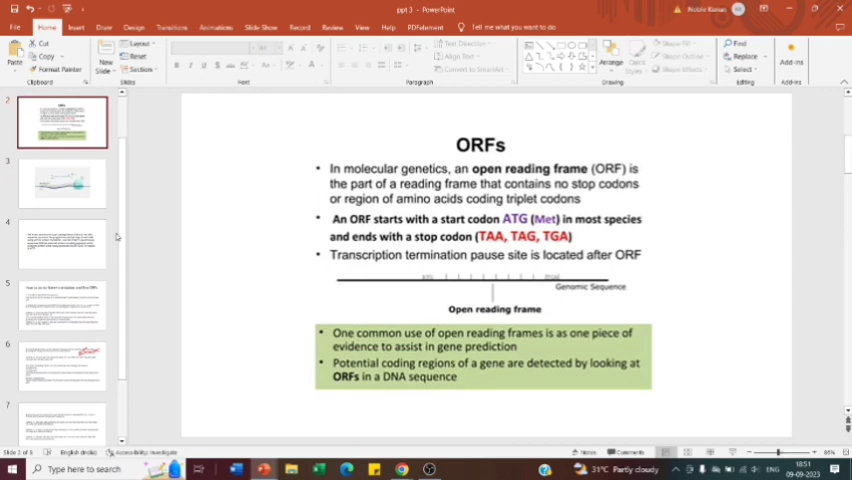 ppt 3 - PowerPoint
File
Home
Insert
Draw
Design
Transitions
Animations
Slide Show
Record
Review
View
Help
PDFelement
Tell me what you want to do
Paste
Cut
Copy
Format Painter
Clipboard
New
Slide
Layout
Reset
Section
Slides
Font
Text Direction
Align Text
Convert to SmartArt
Paragraph
Arrange
Shape Fill
Shape Outline
Shape Effects
Drawing
Find
Replace
Select
Editing
Add-ins
Add-ins
2
3
4
5
6
7
ORFs
• In molecular genetics, an open reading frame (ORF) is
the part of a reading frame that contains no stop codons
or region of amino acids coding triplet codons
• An ORF starts with a start codon ATG (Met) in most species
and ends with a stop codon (TAA, TAG, TGA)
• Transcription termination pause site is located after ORF
Genomic Sequence
Open reading frame
• One common use of open reading frames is as one piece of
evidence to assist in gene prediction
• Potential coding regions of a gene are detected by looking at
ORFs in a DNA sequence
Slide 2 of 8
English (India)
Accessibility: Investigate
Notes
Comments
68%
Type here to search
31°C Partly cloudy
ENG
18:51
09-09-2023